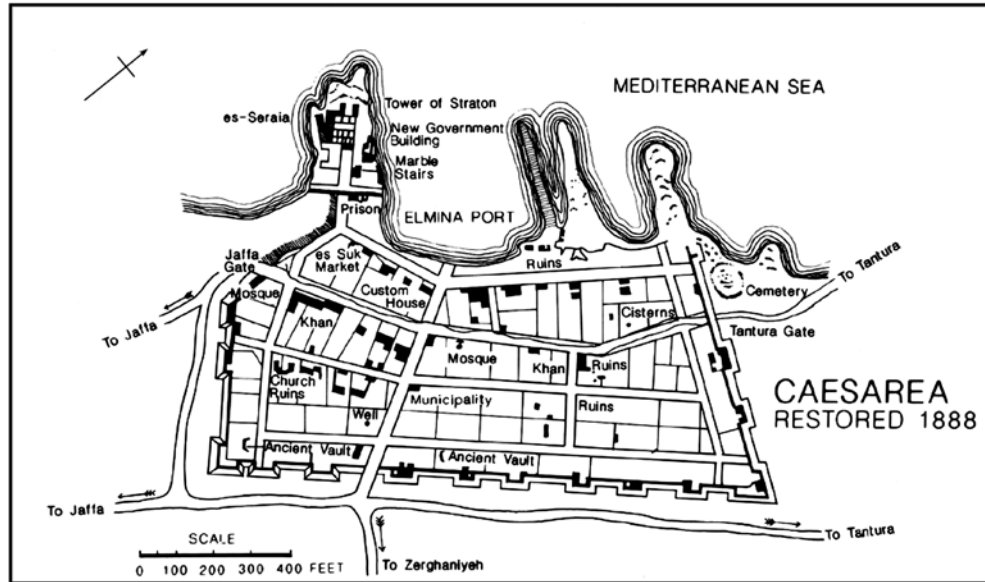 MEDITERRANEAN SEA
Tower of Straton
es-Seraia
New Government
Building
Marble
Stairs
Prison
ELMINA PORT
Jaffa
Gate
es Suk
Market
Ruins
To Tantura
Mosque
Custom
House
Cemetery
Cisterns
To Jaffa
Khan
Tantura Gate
Mosque
Khan
Ruins
Church
Ruins
Municipality
Ruins
CAESAREA
RESTORED 1888
Well
Ancient Vault
Ancient Vault
To Jaffa
To Tantura
SCALE
0 100 200 300 400 FEET
To Zerghaniyeh